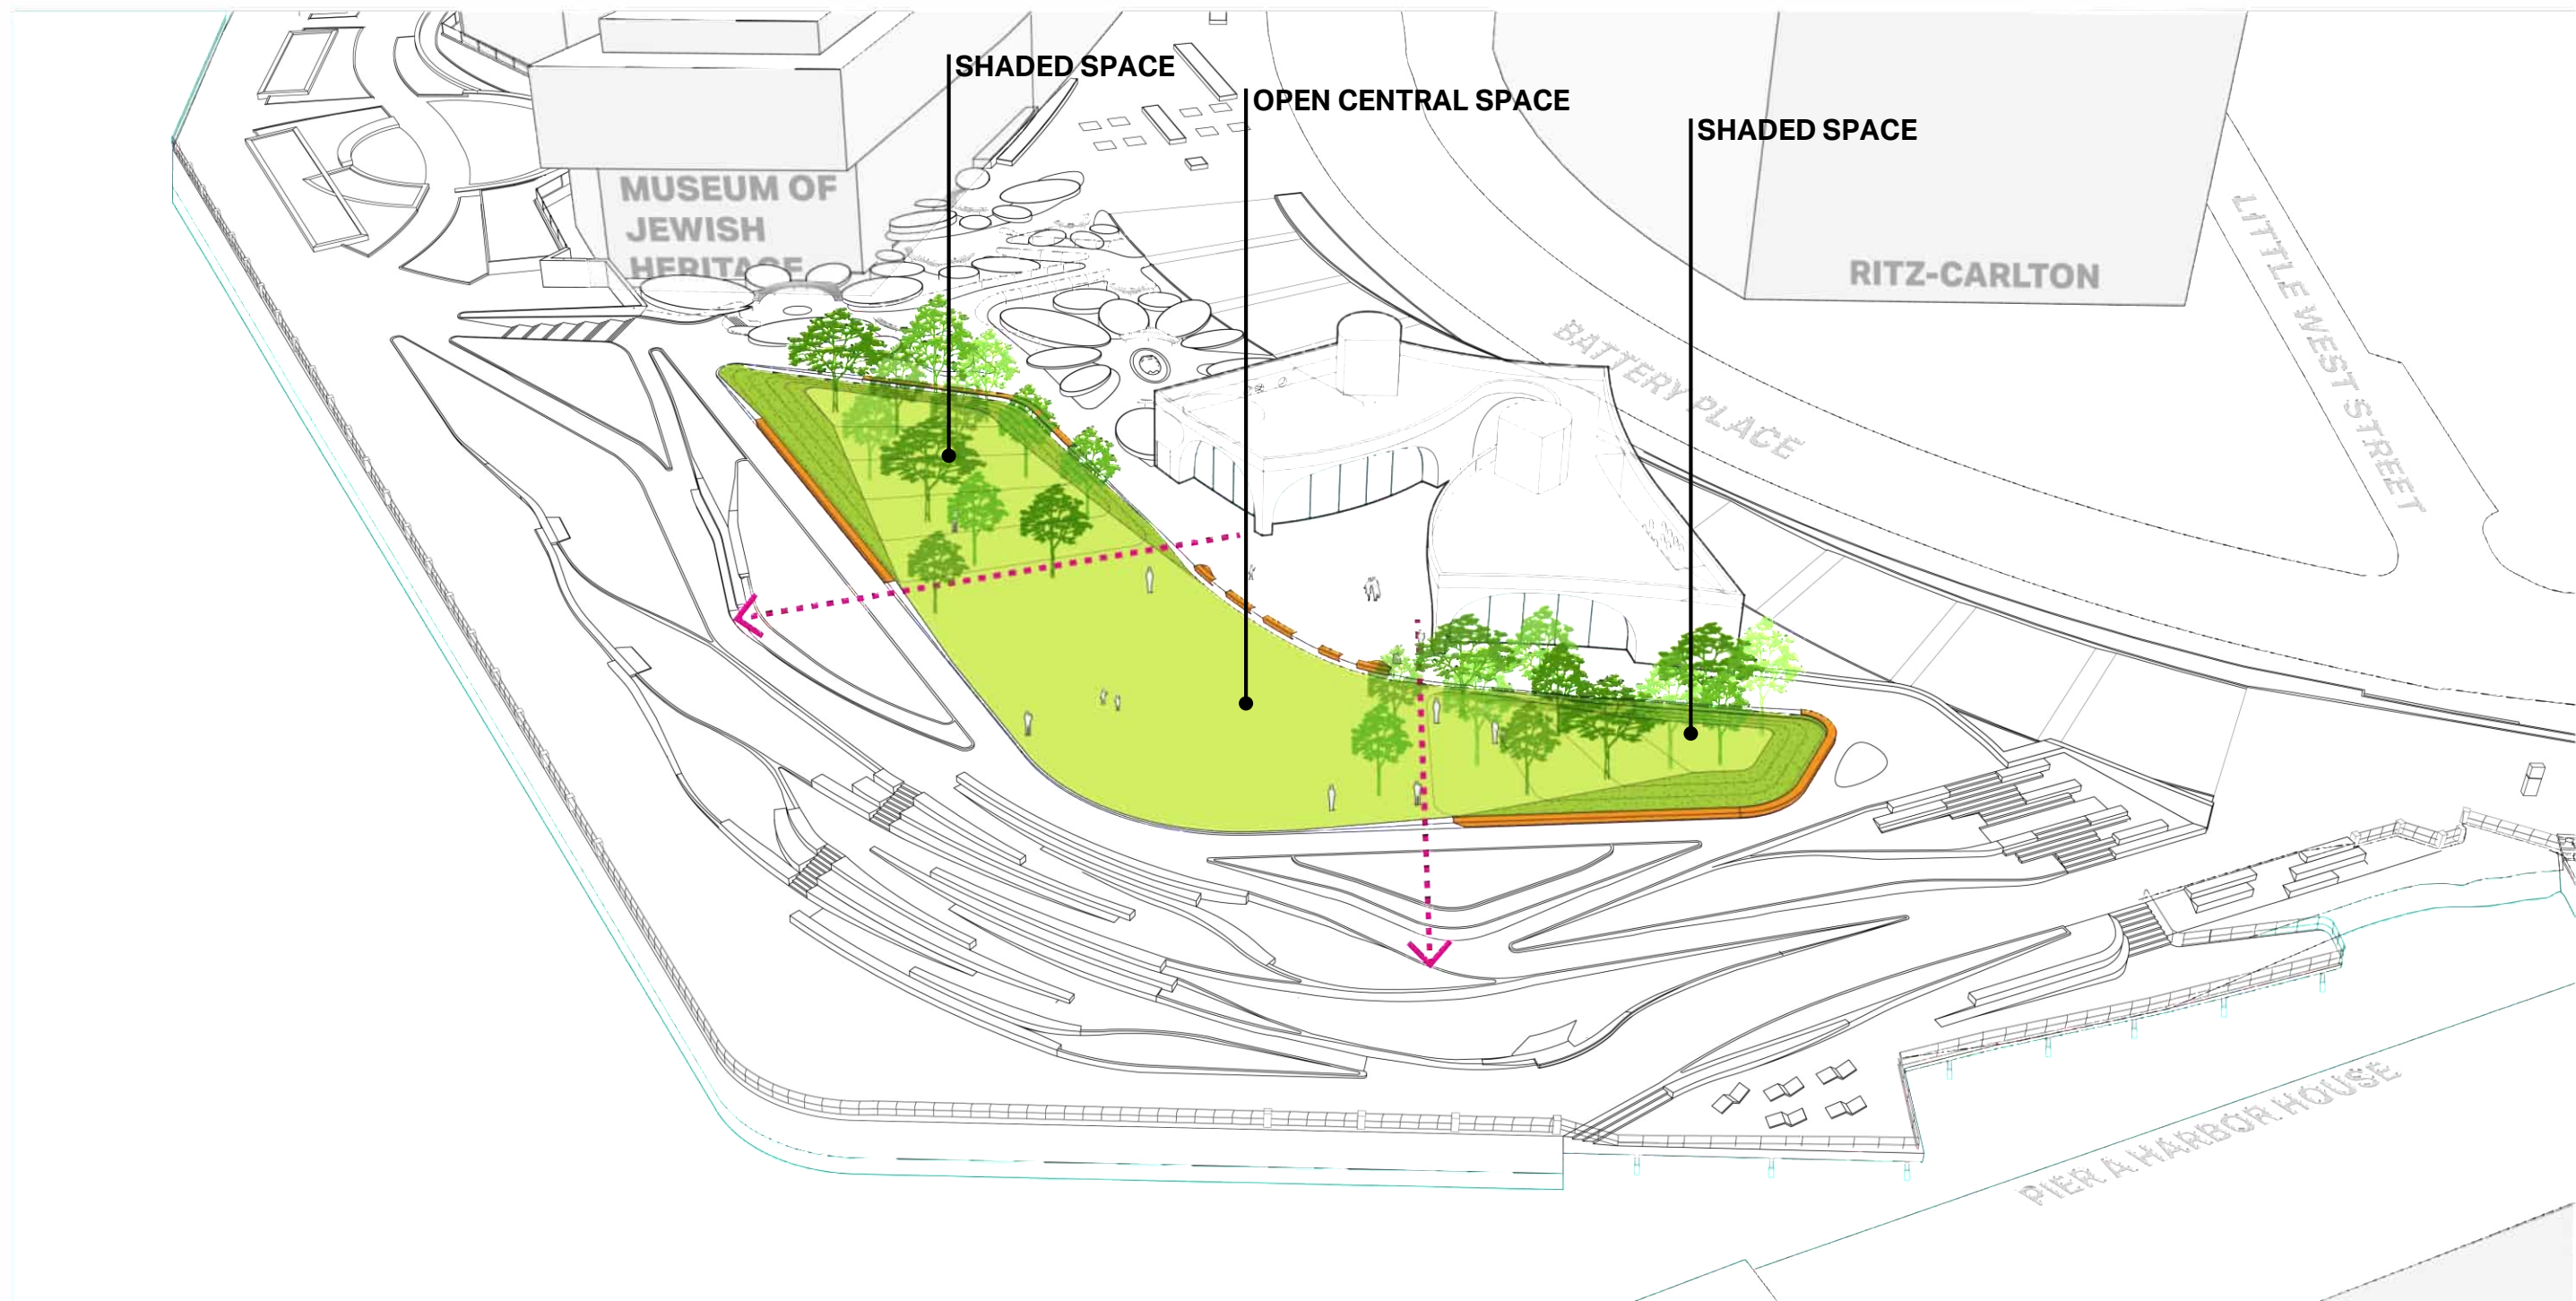 SHADED SPACE
OPEN CENTRAL SPACE
SHADED SPACE
MUSEUM OF
JEWISH
HERITAGE
RITZ-CARLTON
LITTLE WEST STREET
BATTERY PLACE
PIER A HARBOR HOUSE